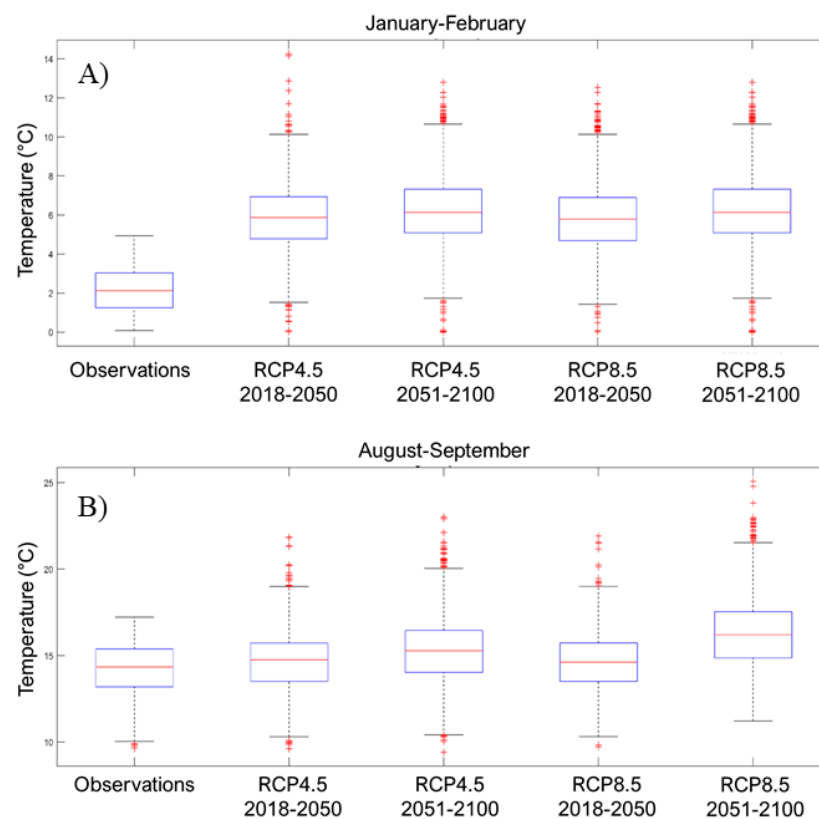 January-February
A)
Temperature (°C)
14
12
10
8
6
4
2
0
Observations RCP4.5 RCP4.5 RCP8.5 RCP8.5
2018-2050 2051-2100 2018-2050 2051-2100
August-September
B)
Temperature (°C)
25
20
15
10
Observations RCP4.5 RCP4.5 RCP8.5 RCP8.5
2018-2050 2051-2100 2018-2050 2051-2100